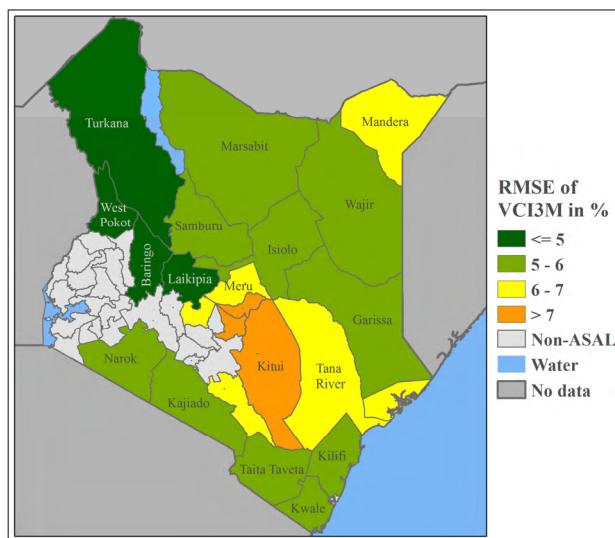 Turkana
Mandera
Marsabit
Wajir
West
Pokot
Samburu
Baringo
Isiolo
Laikipia
Meru
Garissa
Narok
Kitui
Tana
River
Kajiado
Taita Taveta
Kilifi
Kwale
RMSE of
VCI3M in %
<= 5
5 - 6
6 - 7
> 7
Non-ASAL
Water
No data